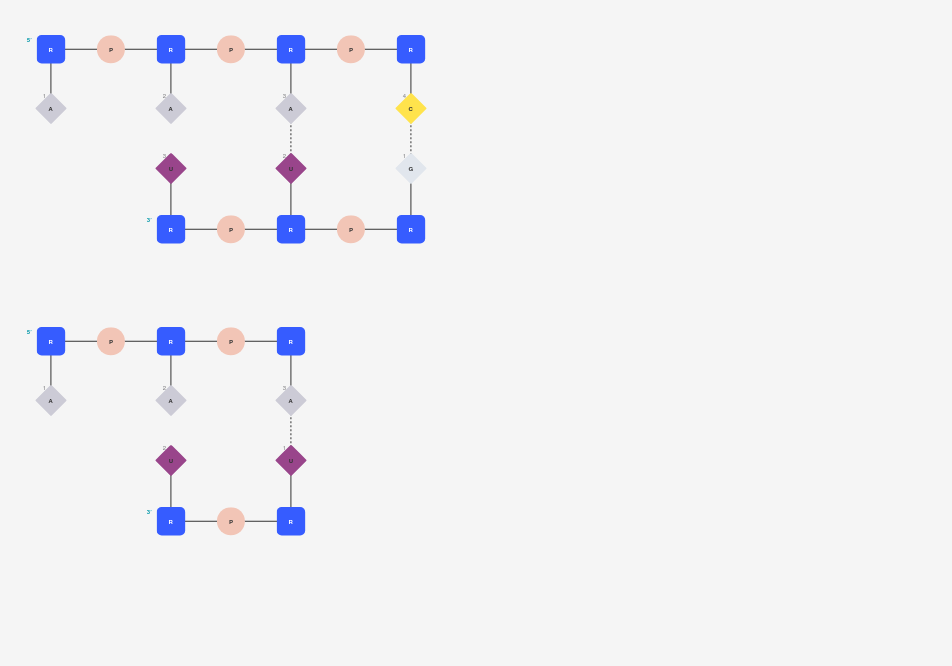 5'
R P R P R P R
1 2 3 4
A A A C
3 2 1
U U G
3'
R P R P R
5'
R P R P R
1 2 3
A A A
2 1
U U
3'
R P R